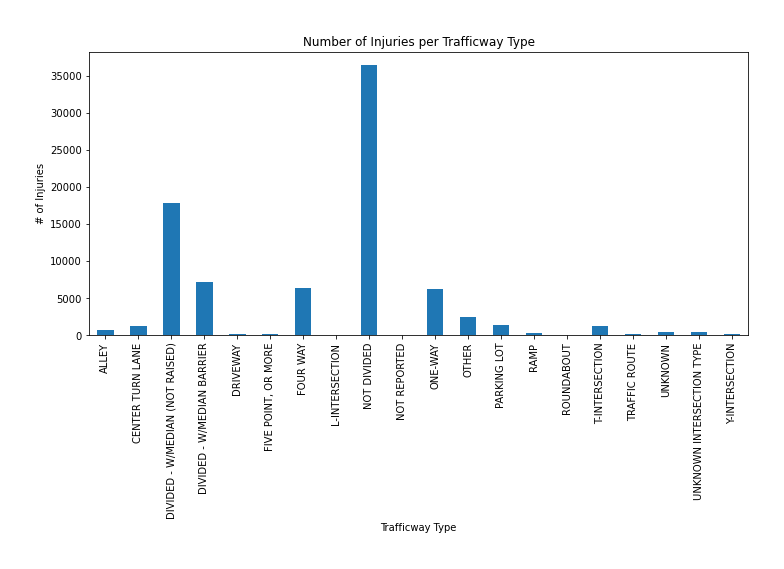 Number of Injuries per Trafficway Type
# of Injuries
35000
30000
25000
20000
15000
10000
5000
0
ALLEY
CENTER TURN LANE
DIVIDED - W/MEDIAN (NOT RAISED)
DIVIDED - W/MEDIAN BARRIER
DRIVEWAY
FIVE POINT, OR MORE
FOUR WAY
L-INTERSECTION
NOT DIVIDED
NOT REPORTED
ONE-WAY
OTHER
PARKING LOT
RAMP
ROUNDABOUT
T-INTERSECTION
TRAFFIC ROUTE
UNKNOWN
UNKNOWN INTERSECTION TYPE
Y-INTERSECTION
Trafficway Type